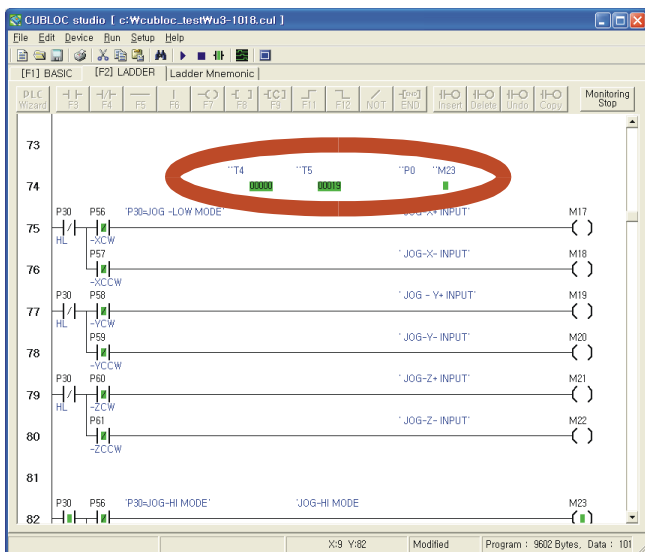 CUBLOC studio [ c:₩cubloc_test₩u3-1018.cul ]
File Edit Device Run Setup Help
[F1] BASIC [F2] LADDER Ladder Mnemonic
PLC Wizard F3 F4 F5 F6 F7 F8 F9 F11 F12 NOT END Insert Delete Undo Copy Monitoring Stop
73
''T4 ''T5 ''P0 ''M23
74 00000 00019
P30 P56 'P30=JOG -LOW MODE' 'JOG-X+ INPUT' M17
75
HL -XCW
P57 ' JOG-X- INPUT' M18
76
-XCCW
P30 P58 ' JOG - Y+ INPUT' M19
77
HL -YCW
P59 ' JOG-Y- INPUT' M20
78
-YCCW
P30 P60 ' JOG-Z+ INPUT' M21
79
HL -ZCW
P61 ' JOG-Z- INPUT' M22
80
-ZCCW
81
P30 P56 'P30=JOG-HI MODE' 'JOG-HI MODE M23
82
X:9 Y:82 Modified Program : 9602 Bytes, Data : 101